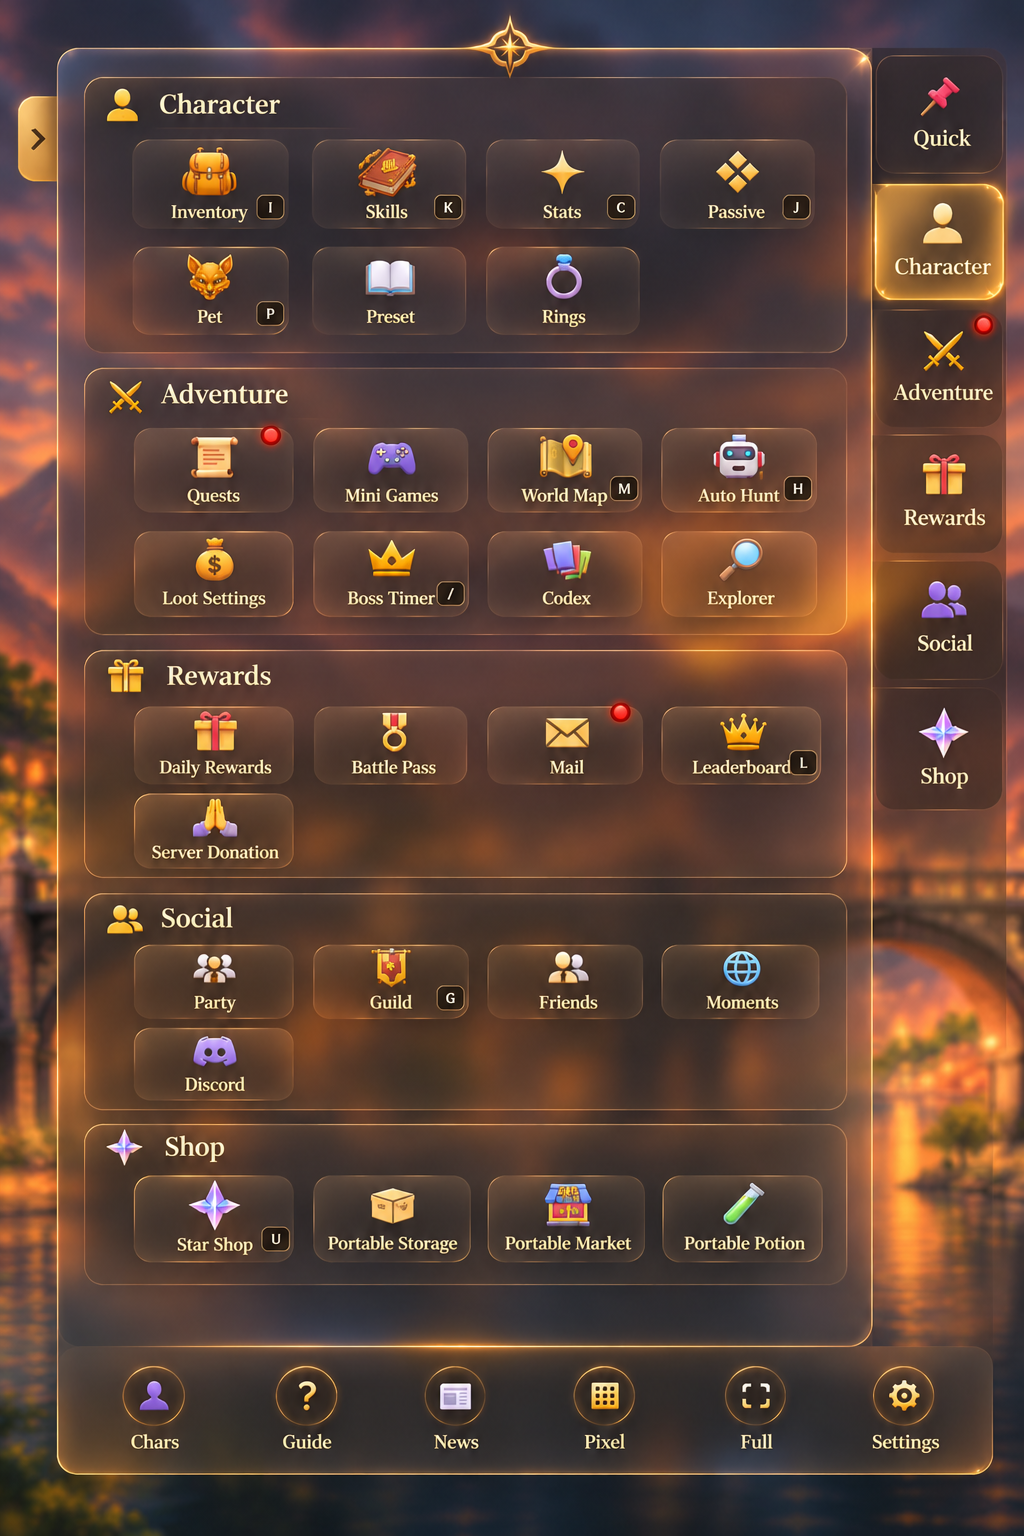 Character
Inventory I
Skills K
Stats C
Passive J
Pet P
Preset
Rings
Adventure
Quests
Mini Games
World Map M
Auto Hunt H
Loot Settings
$
Boss Timer /
Codex
Explorer
Rewards
Daily Rewards
Battle Pass
Mail
Leaderboard L
Server Donation
Social
Party
Guild G
Friends
Moments
Discord
Shop
Star Shop U
Portable Storage
Portable Market
Portable Potion
Quick
Character
Adventure
Rewards
Social
Shop
Chars
?
Guide
News
Pixel
Full
Settings